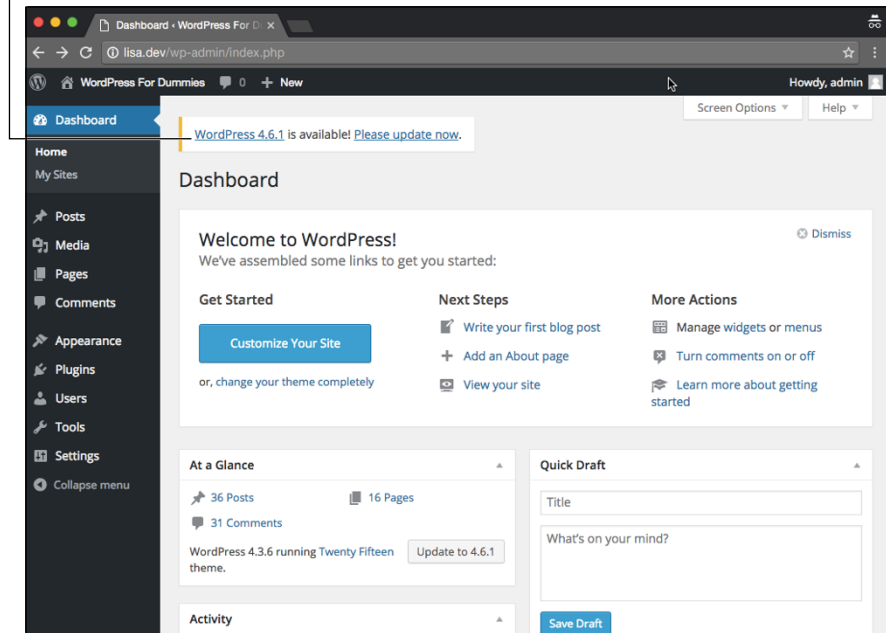 Dashboard ‹ WordPress For D
lisa.dev/wp-admin/index.php
WordPress For Dummies 0 + New Howdy, admin
Screen Options Help
Dashboard
WordPress 4.6.1 is available! Please update now.
Home
My Sites
Dashboard
Posts
Media
Pages
Comments
Appearance
Plugins
Users
Tools
Settings
Collapse menu
Welcome to WordPress!
Dismiss
We've assembled some links to get you started:
Get Started
Customize Your Site
or, change your theme completely
Next Steps
Write your first blog post
Add an About page
View your site
More Actions
Manage widgets or menus
Turn comments on or off
Learn more about getting
started
At a Glance
36 Posts 16 Pages
31 Comments
WordPress 4.3.6 running Twenty Fifteen
theme.
Update to 4.6.1
Activity
Quick Draft
Title
What's on your mind?
Save Draft